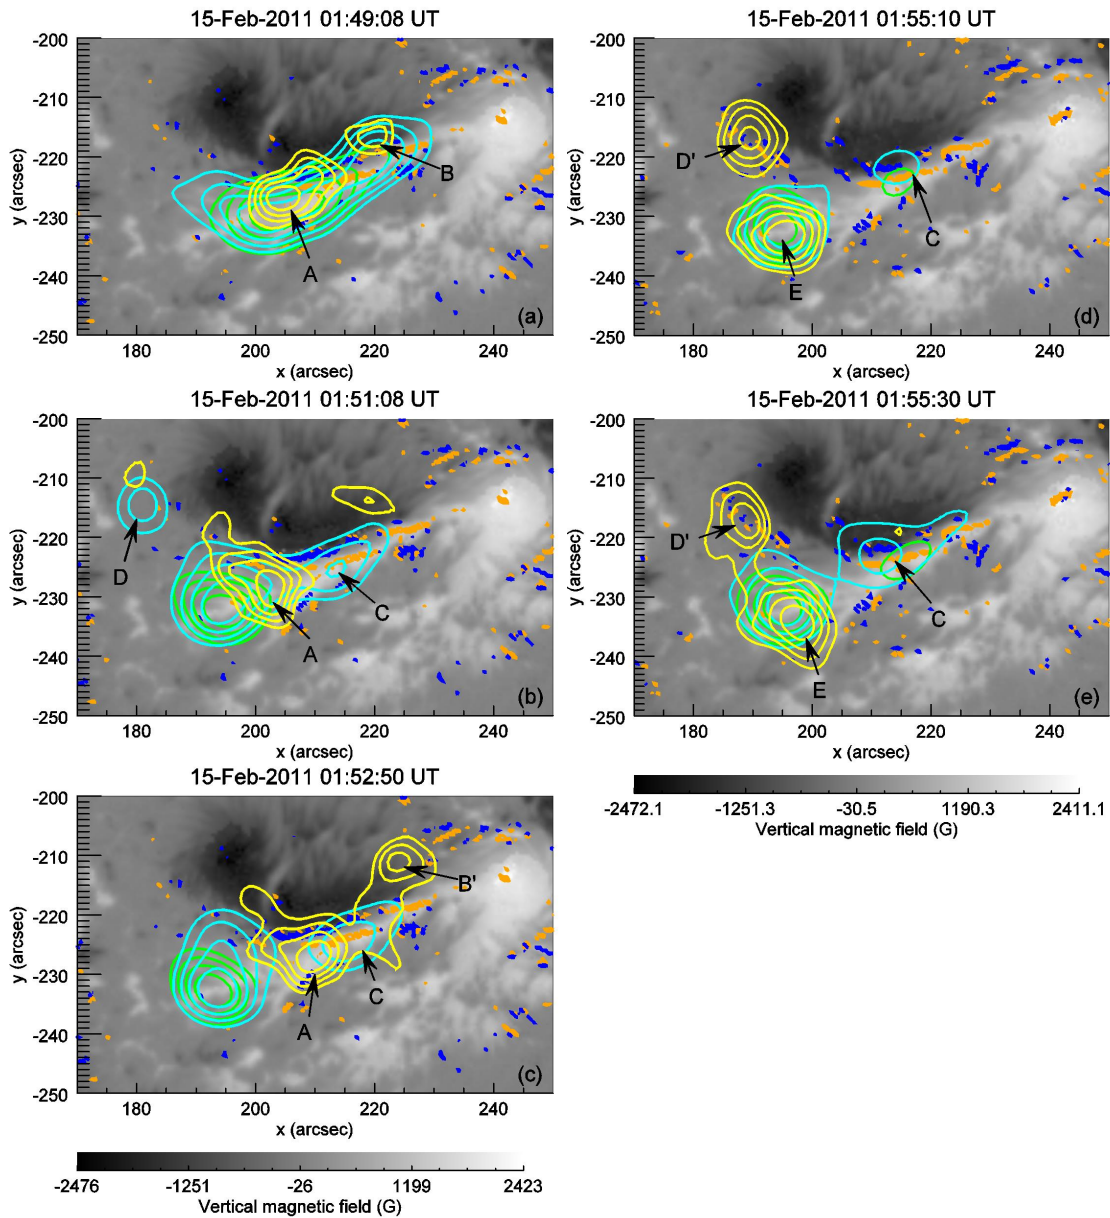 15-Feb-2011 01:49:08 UT
-200
-210
-220
-230
-240
-250
y (arcsec)
A
B
(a)
180 200 220 240
x (arcsec)
15-Feb-2011 01:51:08 UT
-200
-210
-220
-230
-240
-250
y (arcsec)
D
A
C
(b)
180 200 220 240
x (arcsec)
15-Feb-2011 01:52:50 UT
-200
-210
-220
-230
-240
-250
y (arcsec)
B'
C
A
(c)
180 200 220 240
x (arcsec)
-2476 -1251 -26 1199 2423
Vertical magnetic field (G)
15-Feb-2011 01:55:10 UT
-200
-210
-220
-230
-240
-250
y (arcsec)
D'
C
E
(d)
180 200 220 240
x (arcsec)
15-Feb-2011 01:55:30 UT
-200
-210
-220
-230
-240
-250
y (arcsec)
D'
C
E
(e)
180 200 220 240
x (arcsec)
-2472.1 -1251.3 -30.5 1190.3 2411.1
Vertical magnetic field (G)